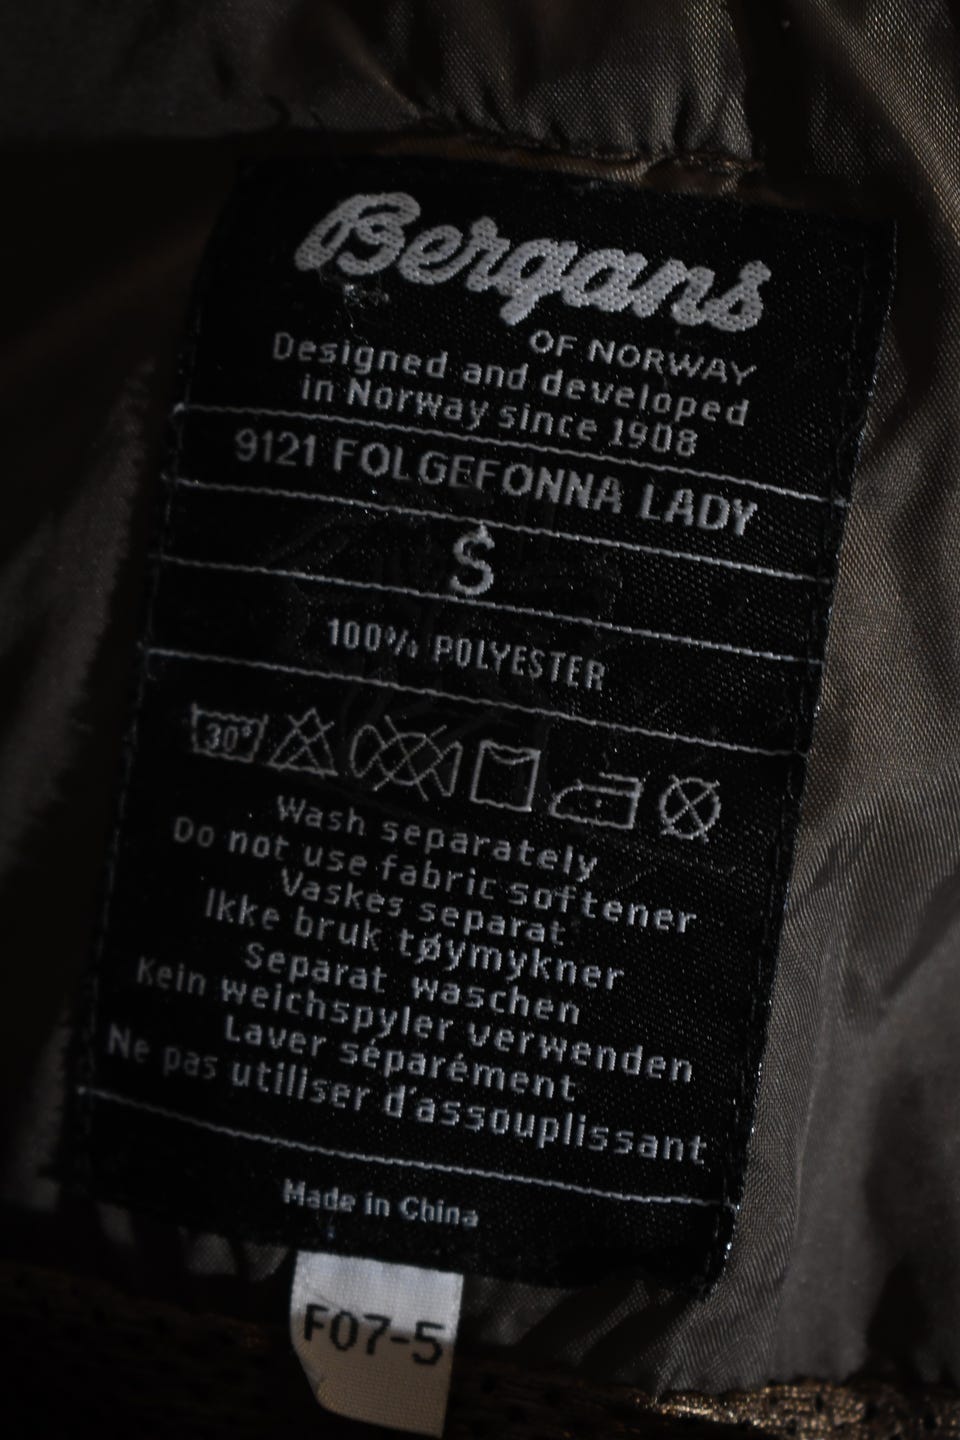 Bergans
OF NORWAY
Designed and developed
in Norway since 1908
9121 FOLGEFONNA LADY
S
100% POLYESTER
30°
Wash separately
Do not use fabric softener
Vaskes separat
Ikke bruk tøymykner
Separat waschen
Kein weichspyler verwenden
Laver séparément
Ne pas utiliser d'assouplissant
Made in China
F07-5